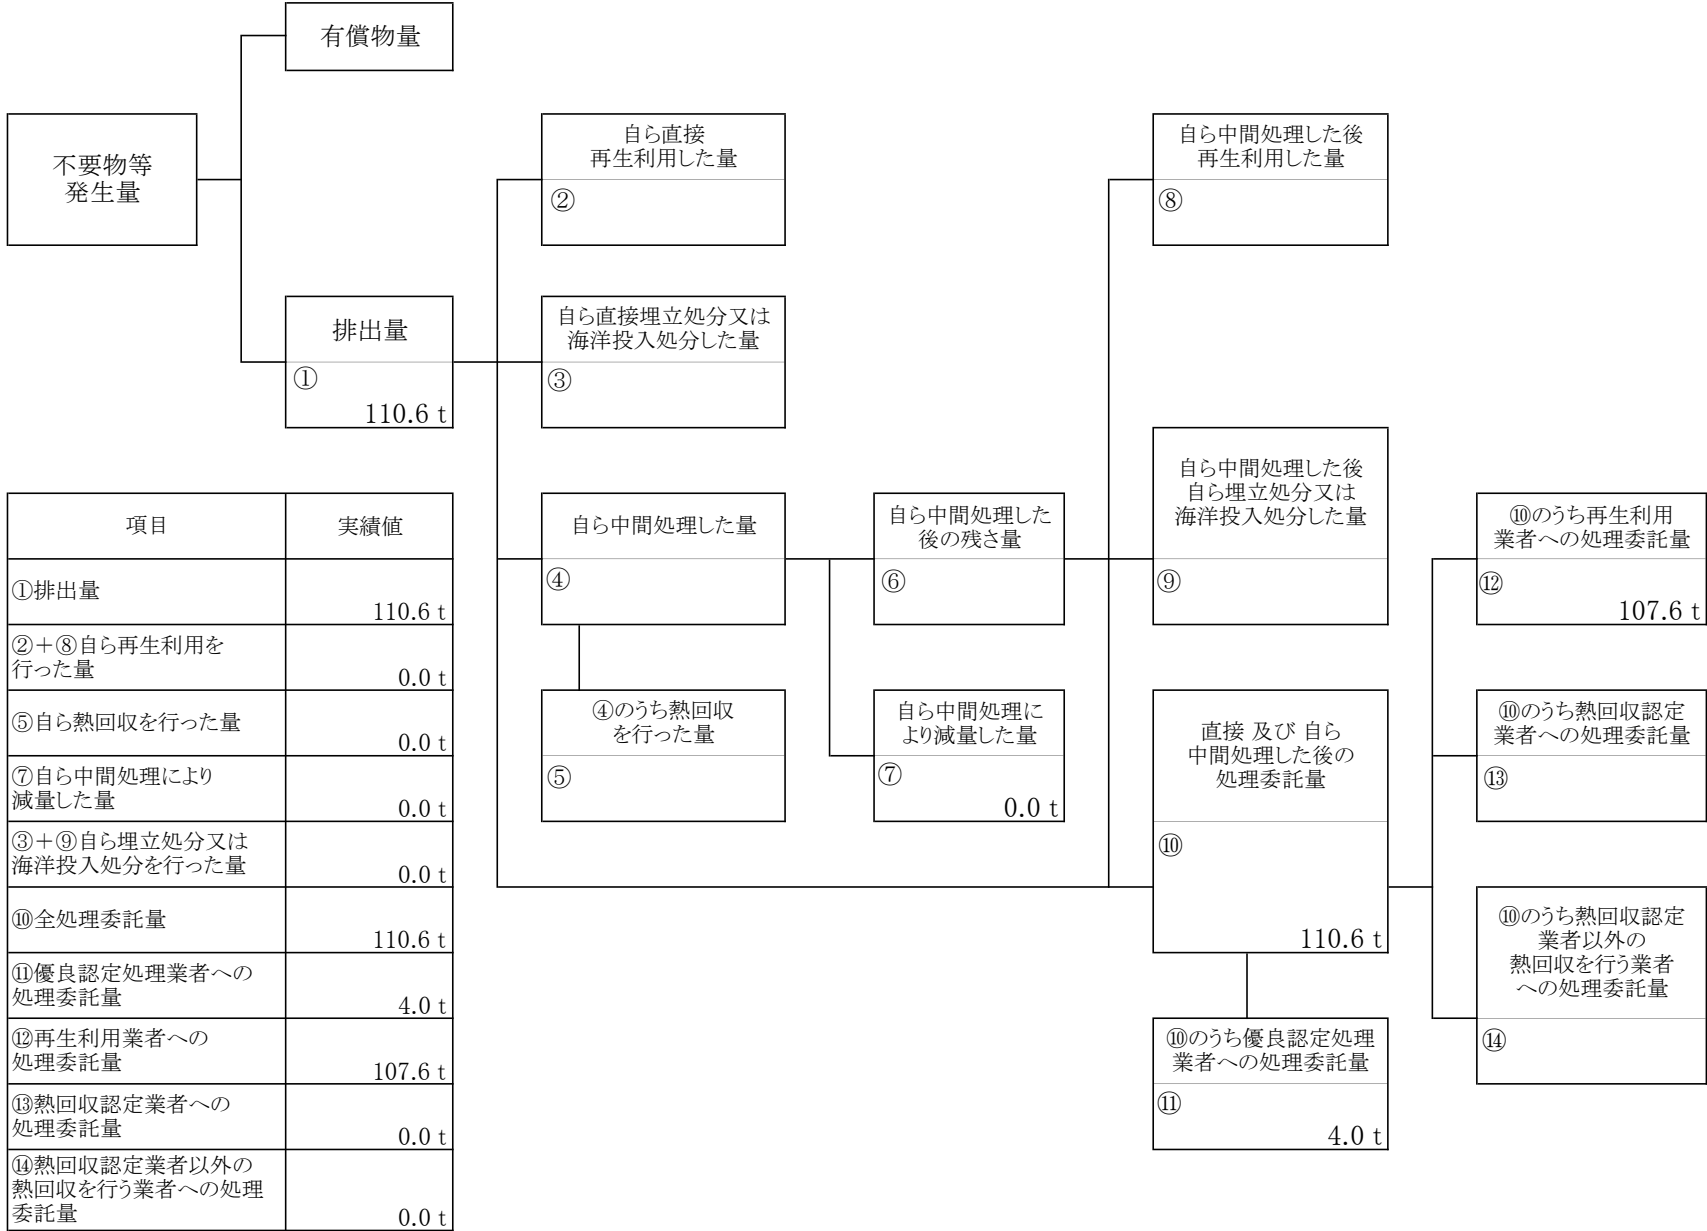 有償物量
不要物等
発生量
自ら直接
再生利用した量
②
自ら中間処理した後
再生利用した量
⑧
排出量
①
110.6 t
自ら直接埋立処分又は
海洋投入処分した量
③
自ら中間処理した量
④
自ら中間処理した
後の残さ量
⑥
自ら中間処理した後
自ら埋立処分又は
海洋投入処分した量
⑨
⑩のうち再生利用
業者への処理委託量
⑫
107.6 t
④のうち熱回収
を行った量
⑤
自ら中間処理に
より減量した量
⑦
0.0 t
直接 及び 自ら
中間処理した後の
処理委託量
⑩
110.6 t
⑩のうち熱回収認定
業者への処理委託量
⑬
⑩のうち熱回収認定
業者以外の
熱回収を行う業者
への処理委託量
⑭
⑩のうち優良認定処理
業者への処理委託量
⑪
4.0 t
項目
実績値
①排出量
110.6 t
②＋⑧自ら再生利用を
行った量
0.0 t
⑤自ら熱回収を行った量
0.0 t
⑦自ら中間処理により
減量した量
0.0 t
③＋⑨自ら埋立処分又は
海洋投入処分を行った量
0.0 t
⑩全処理委託量
110.6 t
⑪優良認定処理業者への
処理委託量
4.0 t
⑫再生利用業者への
処理委託量
107.6 t
⑬熱回収認定業者への
処理委託量
0.0 t
⑭熱回収認定業者以外の
熱回収を行う業者への処理
委託量
0.0 t